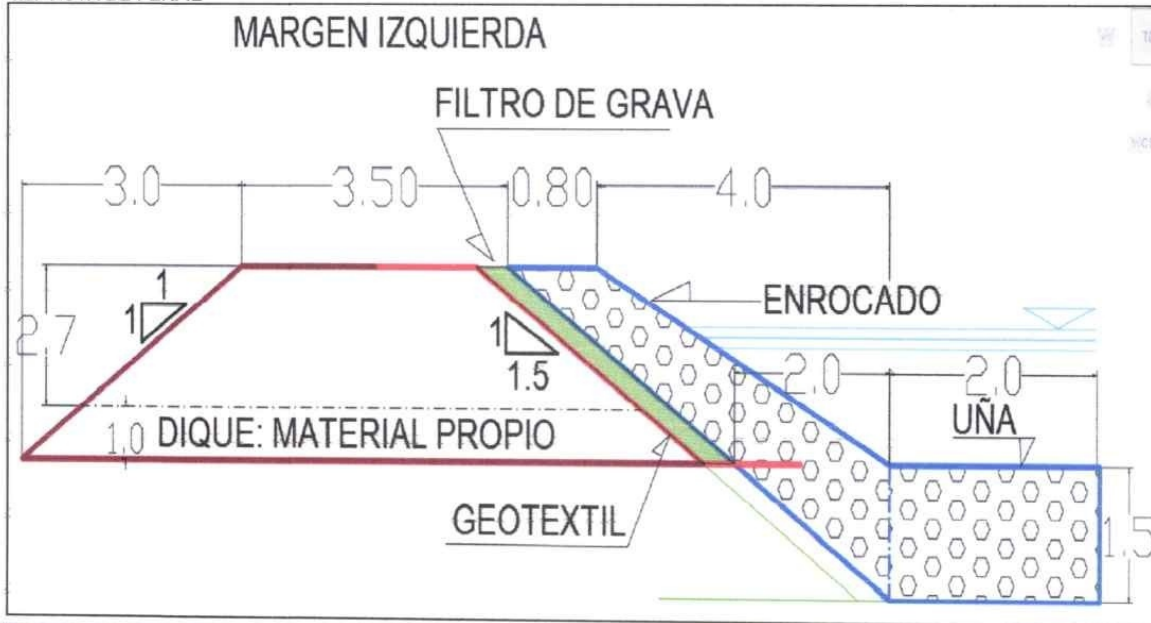 MARGEN IZQUIERDA
FILTRO DE GRAVA
3.0 3.50 0.80 4.0
1
1
ENROCADO
2.7
1
1.5
2.0 2.0
UÑA
1.0 DIQUE: MATERIAL PROPIO
GEOTEXTIL
1.5